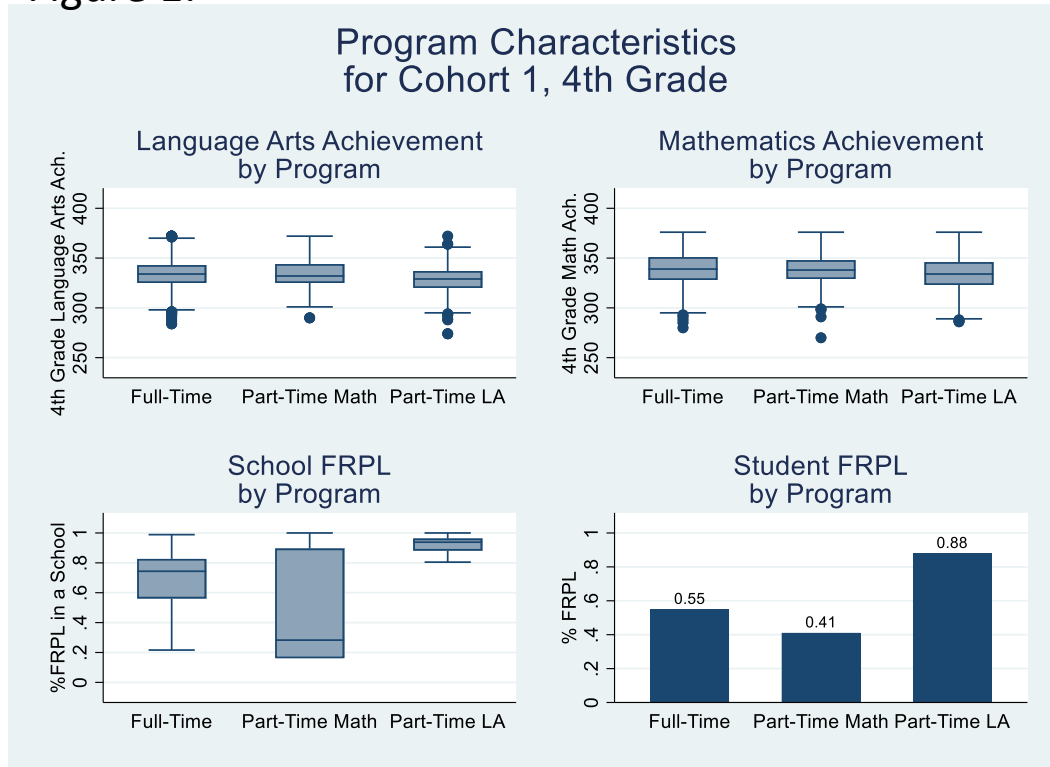 Program Characteristics
for Cohort 1, 4th Grade
Language Arts Achievement
by Program
4th Grade Language Arts Ach.
400
350
300
250
Full-Time Part-Time Math Part-Time LA
Mathematics Achievement
by Program
4th Grade Math Ach.
400
350
300
250
Full-Time Part-Time Math Part-Time LA
School FRPL
by Program
%FRPL in a School
1
.8
.6
.4
.2
0
Full-Time Part-Time Math Part-Time LA
Student FRPL
by Program
% FRPL
1
.8
.6
.4
.2
0
0.55
0.41
0.88
Full-Time Part-Time Math Part-Time LA